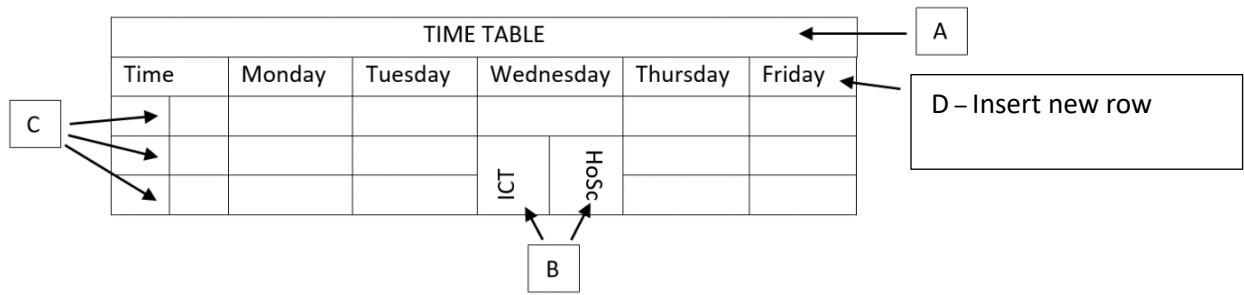 TIME TABLE
A
Time Monday Tuesday Wednesday Thursday Friday
D – Insert new row
C
ICT HoSc
B